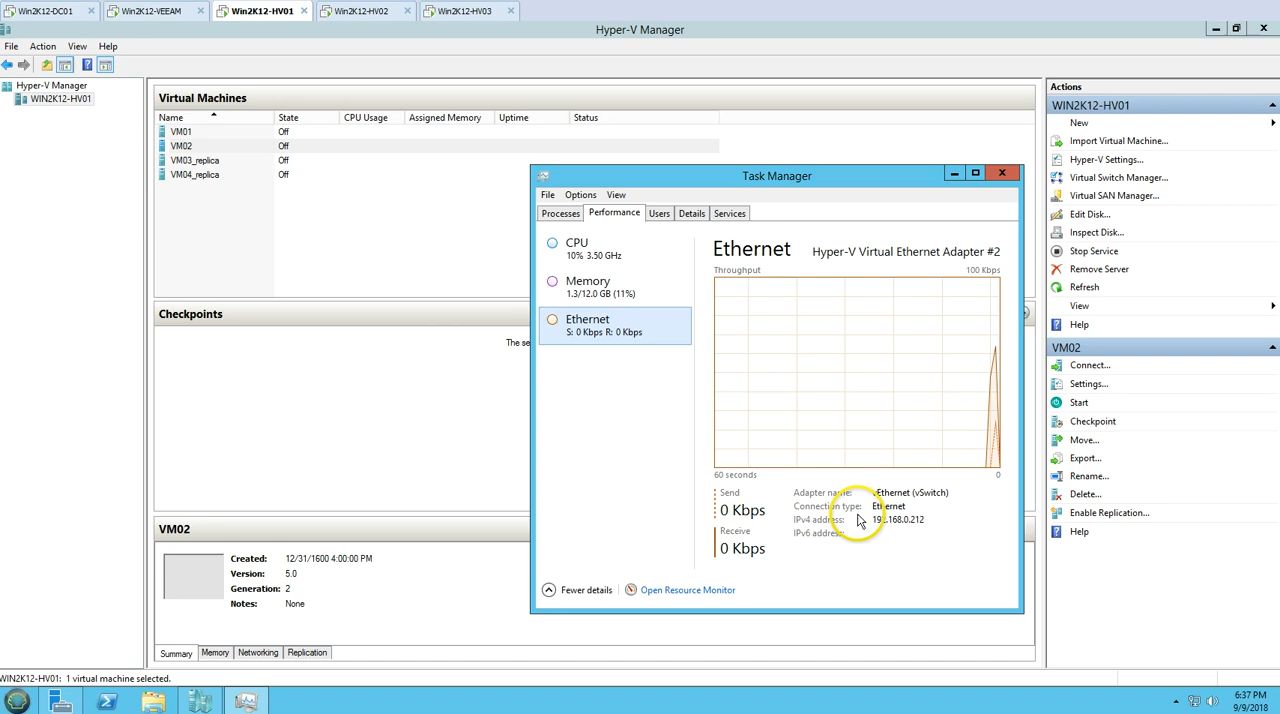 Win2K12-DC01
Win2K12-VEEAM
Win2K12-HV01
Win2K12-HV02
Win2K12-HV03
Hyper-V Manager
File Action View Help
Hyper-V Manager
WIN2K12-HV01
Virtual Machines
Name State CPU Usage Assigned Memory Uptime Status
VM01 Off
VM02 Off
VM03_replica Off
VM04_replica Off
Checkpoints
The se
VM02
Created: 12/31/1600 4:00:00 PM
Version: 5.0
Generation: 2
Notes: None
Summary Memory Networking Replication
Task Manager
File Options View
Processes Performance Users Details Services
CPU
10% 3.50 GHz
Memory
1.3/12.0 GB (11%)
Ethernet
S: 0 Kbps R: 0 Kbps
Ethernet Hyper-V Virtual Ethernet Adapter #2
Throughput 100 Kbps
60 seconds 0
Send
0 Kbps
Receive
0 Kbps
Adapter name: vEthernet (vSwitch)
Connection type: Ethernet
IPv4 address: 192.168.0.212
IPv6 address:
Fewer details Open Resource Monitor
Actions
WIN2K12-HV01
New
Import Virtual Machine...
Hyper-V Settings...
Virtual Switch Manager...
Virtual SAN Manager...
Edit Disk...
Inspect Disk...
Stop Service
Remove Server
Refresh
View
Help
VM02
Connect...
Settings...
Start
Checkpoint
Move...
Export...
Rename...
Delete...
Enable Replication...
Help
WIN2K12-HV01: 1 virtual machine selected.
6:37 PM
9/9/2018